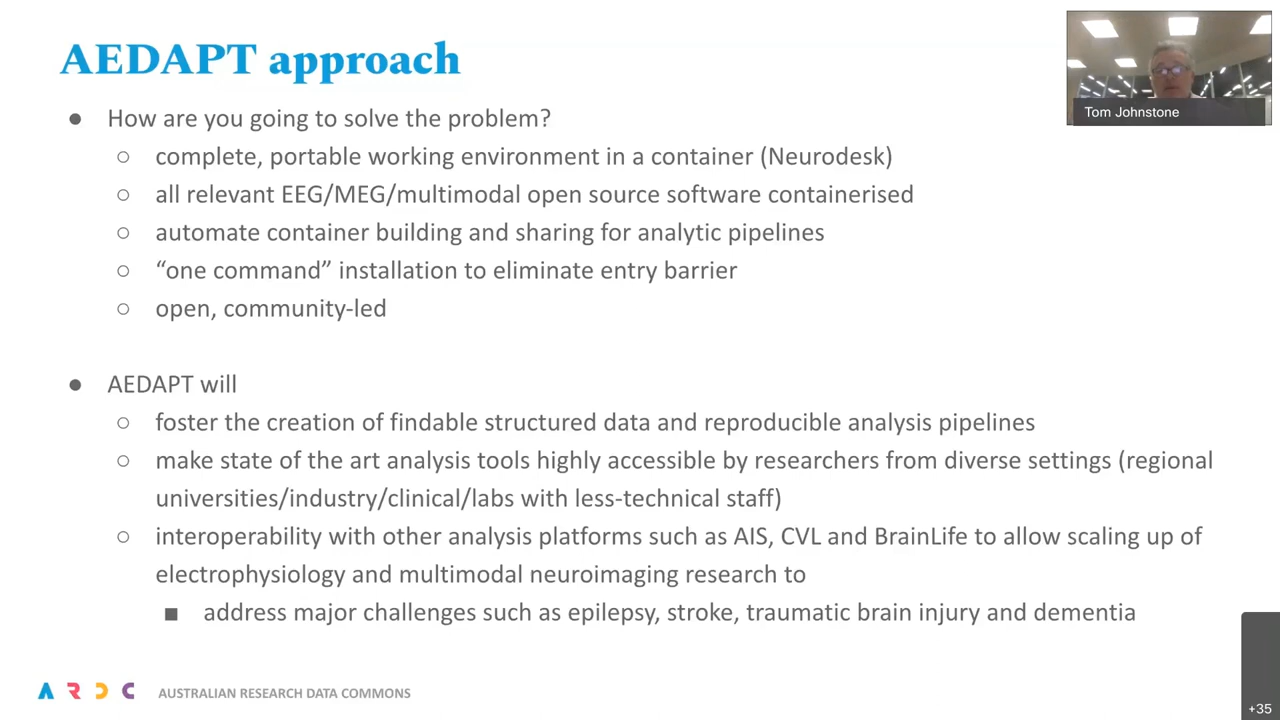 AEDAPT approach
Tom Johnstone
● How are you going to solve the problem?
○ complete, portable working environment in a container (Neurodesk)
○ all relevant EEG/MEG/multimodal open source software containerised
○ automate container building and sharing for analytic pipelines
○ “one command” installation to eliminate entry barrier
○ open, community-led
● AEDAPT will
○ foster the creation of findable structured data and reproducible analysis pipelines
○ make state of the art analysis tools highly accessible by researchers from diverse settings (regional
universities/industry/clinical/labs with less-technical staff)
○ interoperability with other analysis platforms such as AIS, CVL and BrainLife to allow scaling up of
electrophysiology and multimodal neuroimaging research to
■ address major challenges such as epilepsy, stroke, traumatic brain injury and dementia
ARDC AUSTRALIAN RESEARCH DATA COMMONS
+35